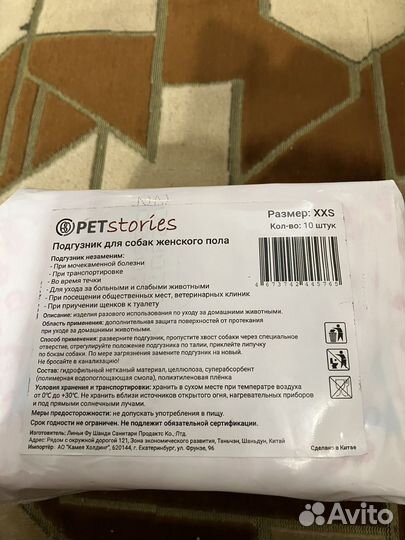 PETstories
Размер: XXS
Кол-во: 10 штук
Подгузник для собак женского пола
Подгузник незаменим:
- При мочекаменной болезни
- При транспортировке
- Во время течки
- Для ухода за больными и слабыми животными
- При посещении общественных мест, ветеринарных клиник
- При приучении щенков к туалету
4 673742 445765
Описание: изделия разового использования по уходу за домашними животными.
Область применения: дополнительная защита поверхностей от протекания
при уходе за домашними животными.
Способ применения: разверните подгузник, пропустите хвост собаки через специальное
отверстие, отрегулируйте положение подгузника по талии, приклейте липучку
по бокам собаки. По мере загрязнения замените подгузник на новый.
Не бросайте в канализацию!
Состав: гидрофильный нетканый материал, целлюлоза, суперабсорбент
(полимерная водопоглощающая смола), полиэтиленовая плёнка
Условия хранения и транспортировки: хранить в сухом месте при температуре воздуха
от 0°С до +30°С. Не хранить вблизи источников открытого огня, нагревательных приборов
и под прямыми солнечными лучами.
Меры предосторожности: не допускать употребления в пищу.
Срок годности не ограничен. Не подлежит обязательной сертификации.
Изготовитель: Линьи Фу Шанди Санитари Продактс Ко., Лтд.
Адрес: Рядом с окружной дорогой 121, Зона экономического развития, Таньчэн, Шаньдун, Китай
Импортёр: АО "Камея Холдинг", 620144, г. Екатеринбург, ул. Фрунзе, 96
Сделано в Китае
Avito